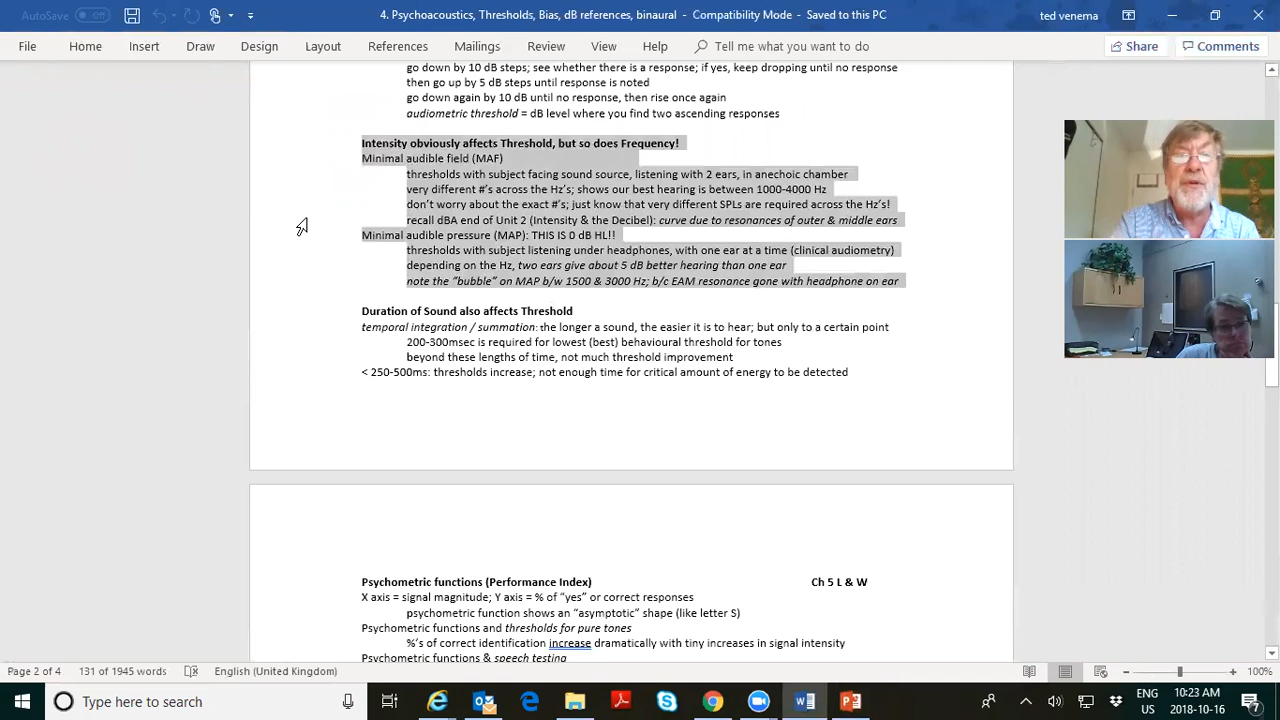 AutoSave
Off
4. Psychoacoustics, Thresholds, Bias, dB references, binaural - Compatibility Mode - Saved to this PC
ted venema
File Home Insert Draw Design Layout References Mailings Review View Help Tell me what you want to do Share Comments
go down by 10 dB steps; see whether there is a response; if yes, keep dropping until no response
then go up by 5 dB steps until response is noted
go down again by 10 dB until no response, then rise once again
audiometric threshold = dB level where you find two ascending responses
Intensity obviously affects Threshold, but so does Frequency!
Minimal audible field (MAF)
thresholds with subject facing sound source, listening with 2 ears, in anechoic chamber
very different #'s across the Hz's; shows our best hearing is between 1000-4000 Hz
don't worry about the exact #'s; just know that very different SPLs are required across the Hz's!
recall dBA end of Unit 2 (Intensity & the Decibel): curve due to resonances of outer & middle ears
Minimal audible pressure (MAP): THIS IS 0 dB HL!!
thresholds with subject listening under headphones, with one ear at a time (clinical audiometry)
depending on the Hz, two ears give about 5 dB better hearing than one ear
note the "bubble" on MAP b/w 1500 & 3000 Hz; b/c EAM resonance gone with headphone on ear
Duration of Sound also affects Threshold
temporal integration / summation: the longer a sound, the easier it is to hear; but only to a certain point
200-300msec is required for lowest (best) behavioural threshold for tones
beyond these lengths of time, not much threshold improvement
< 250-500ms: thresholds increase; not enough time for critical amount of energy to be detected
Psychometric functions (Performance Index) Ch 5 L & W
X axis = signal magnitude; Y axis = % of "yes" or correct responses
psychometric function shows an "asymptotic" shape (like letter S)
Psychometric functions and thresholds for pure tones
%'s of correct identification increase dramatically with tiny increases in signal intensity
Psychometric functions & speech testing
Page 2 of 4 131 of 1945 words English (United Kingdom) 100%
Type here to search
ENG
US
10:23 AM
2018-10-16
7